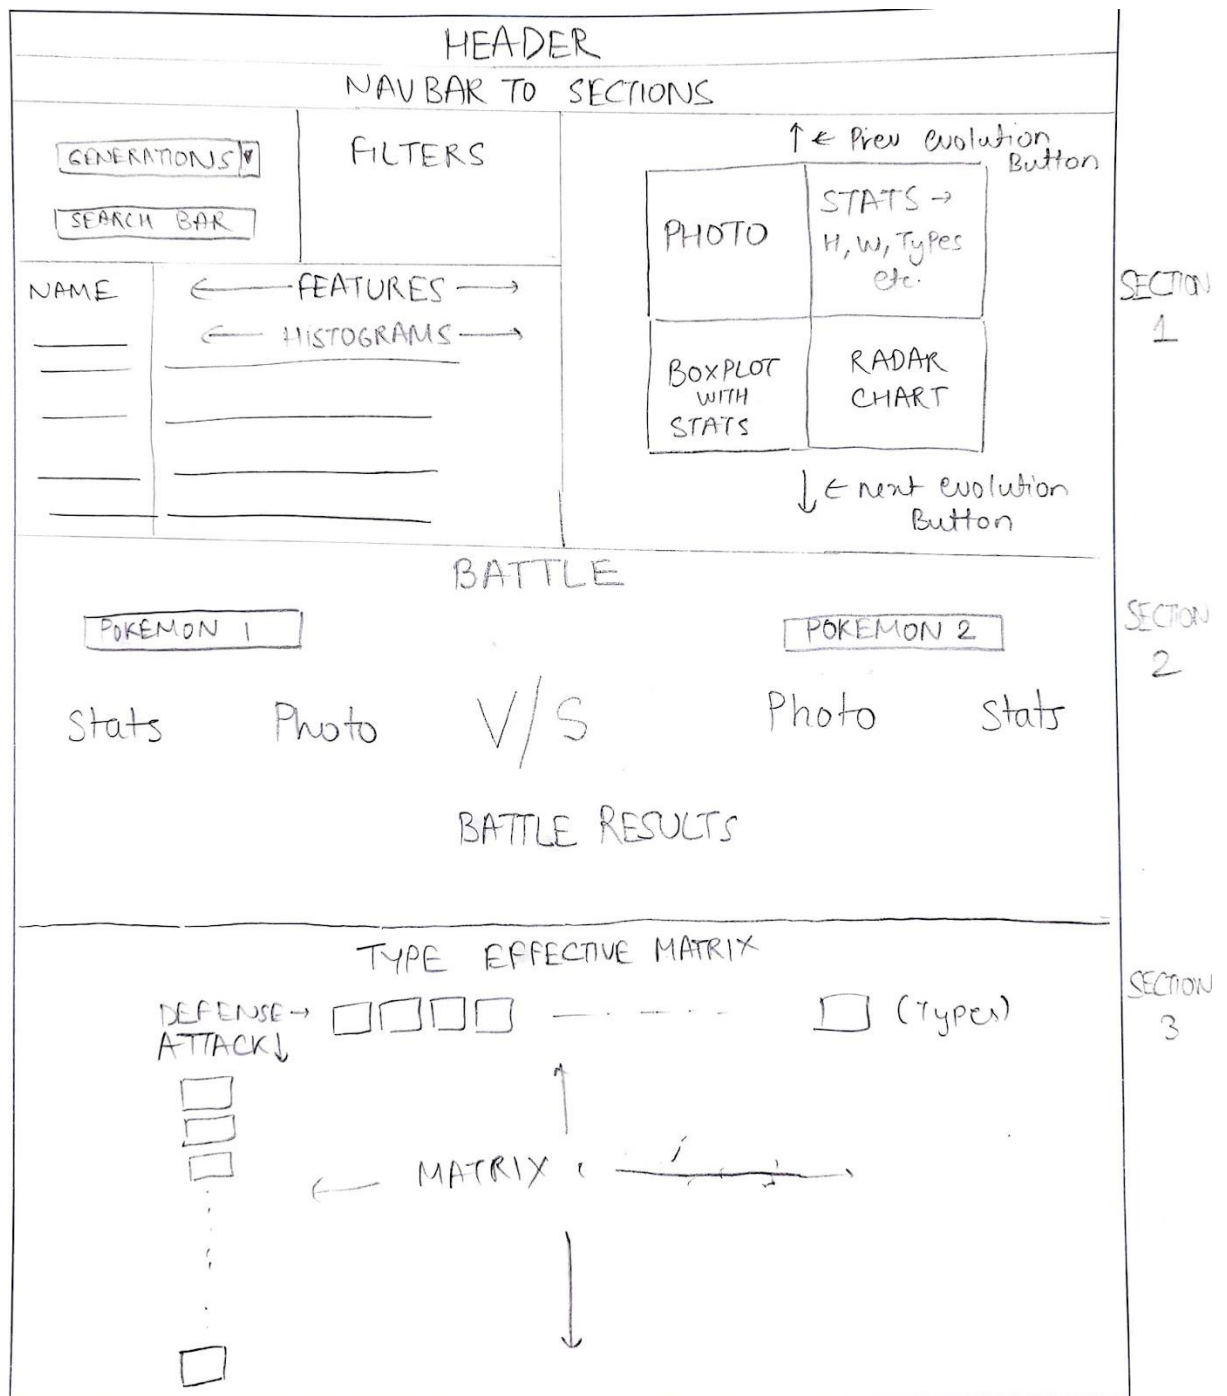 HEADER
NAVBAR TO SECTIONS
GENERATIONS
SEARCH BAR
FILTERS
NAME
← FEATURES →
← HISTOGRAMS →
↑ ← Prev evolution
Button
PHOTO
STATS →
H, W, Types
etc.
BOXPLOT
WITH
STATS
RADAR
CHART
↓ ← next evolution
Button
SECTION
1
BATTLE
POKEMON 1
POKEMON 2
Stats
Photo
V/S
Photo
Stats
BATTLE RESULTS
SECTION
2
TYPE EFFECTIVE MATRIX
DEFENSE →
ATTACK ↓
(Types)
MATRIX
SECTION
3